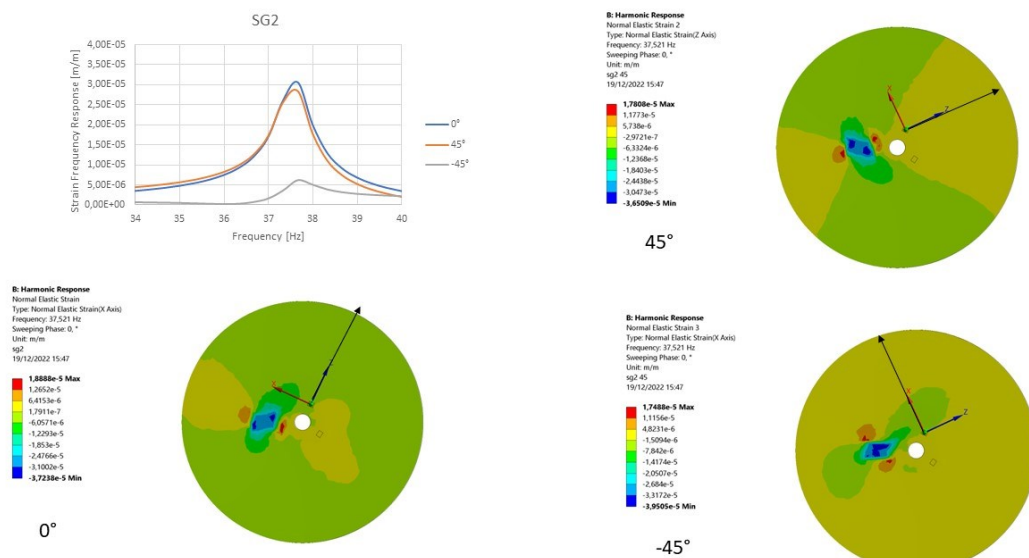 SG2
Strain Frequency Response [m/m]
4,00E-05
3,50E-05
3,00E-05
2,50E-05
2,00E-05
1,50E-05
1,00E-05
5,00E-06
0,00E+00
34
35
36
37
38
39
40
Frequency [Hz]
0°
45°
-45°
B: Harmonic Response
Normal Elastic Strain 2
Type: Normal Elastic Strain(Z Axis)
Frequency: 37,521 Hz
Sweeping Phase: 0, °
Unit: m/m
sg2 45
19/12/2022 15:47
1,7808e-5 Max
1,1773e-5
5,738e-6
-2,9721e-7
-6,3324e-6
-1,2368e-5
-1,8403e-5
-2,4438e-5
-3,0473e-5
-3,6509e-5 Min
X
Z
45°
B: Harmonic Response
Normal Elastic Strain
Type: Normal Elastic Strain(X Axis)
Frequency: 37,521 Hz
Sweeping Phase: 0, °
Unit: m/m
sg2
19/12/2022 15:47
1,8888e-5 Max
1,2652e-5
6,4153e-6
1,7911e-7
-6,0571e-6
-1,2293e-5
-1,853e-5
-2,4766e-5
-3,1002e-5
-3,7238e-5 Min
X
0°
B: Harmonic Response
Normal Elastic Strain 3
Type: Normal Elastic Strain(X Axis)
Frequency: 37,521 Hz
Sweeping Phase: 0, °
Unit: m/m
sg2 45
19/12/2022 15:47
1,7488e-5 Max
1,1156e-5
4,8231e-6
-1,5094e-6
-7,842e-6
-1,4174e-5
-2,0507e-5
-2,684e-5
-3,3172e-5
-3,9505e-5 Min
X
Z
-45°